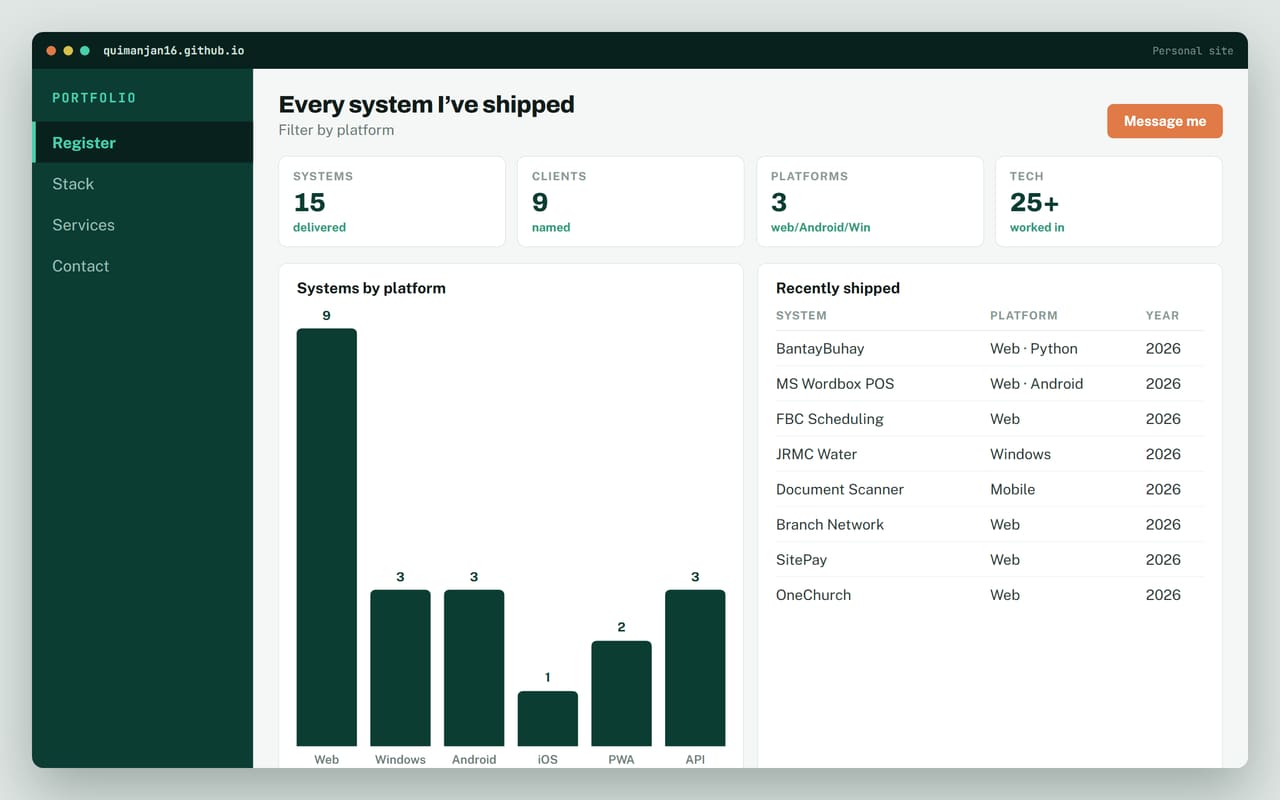 quimanjan16.github.io
Personal site
PORTFOLIO
Register
Stack
Services
Contact
Every system I’ve shipped
Filter by platform
Message me
SYSTEMS
15
delivered
CLIENTS
9
named
PLATFORMS
3
web/Android/Win
TECH
25+
worked in
Systems by platform
9
3
3
1
2
3
Web
Windows
Android
iOS
PWA
API
Recently shipped
SYSTEM PLATFORM YEAR
BantayBuhay Web · Python 2026
MS Wordbox POS Web · Android 2026
FBC Scheduling Web 2026
JRMC Water Windows 2026
Document Scanner Mobile 2026
Branch Network Web 2026
SitePay Web 2026
OneChurch Web 2026